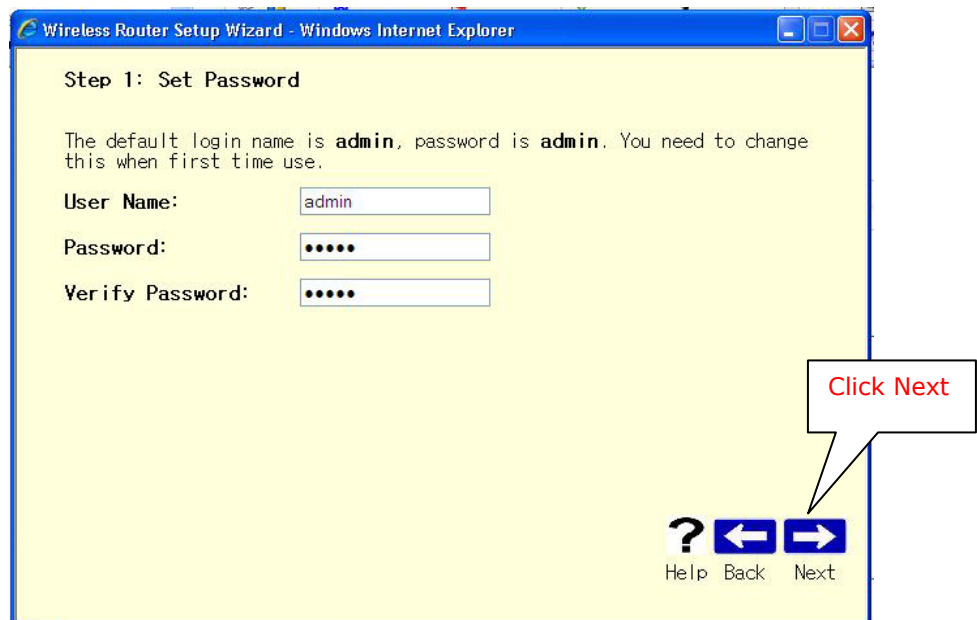 Wireless Router Setup Wizard - Windows Internet Explorer
Step 1: Set Password
The default login name is admin, password is admin. You need to change
this when first time use.
User Name: admin
Password: •••••
Verify Password: •••••
Click Next
?
Help Back Next